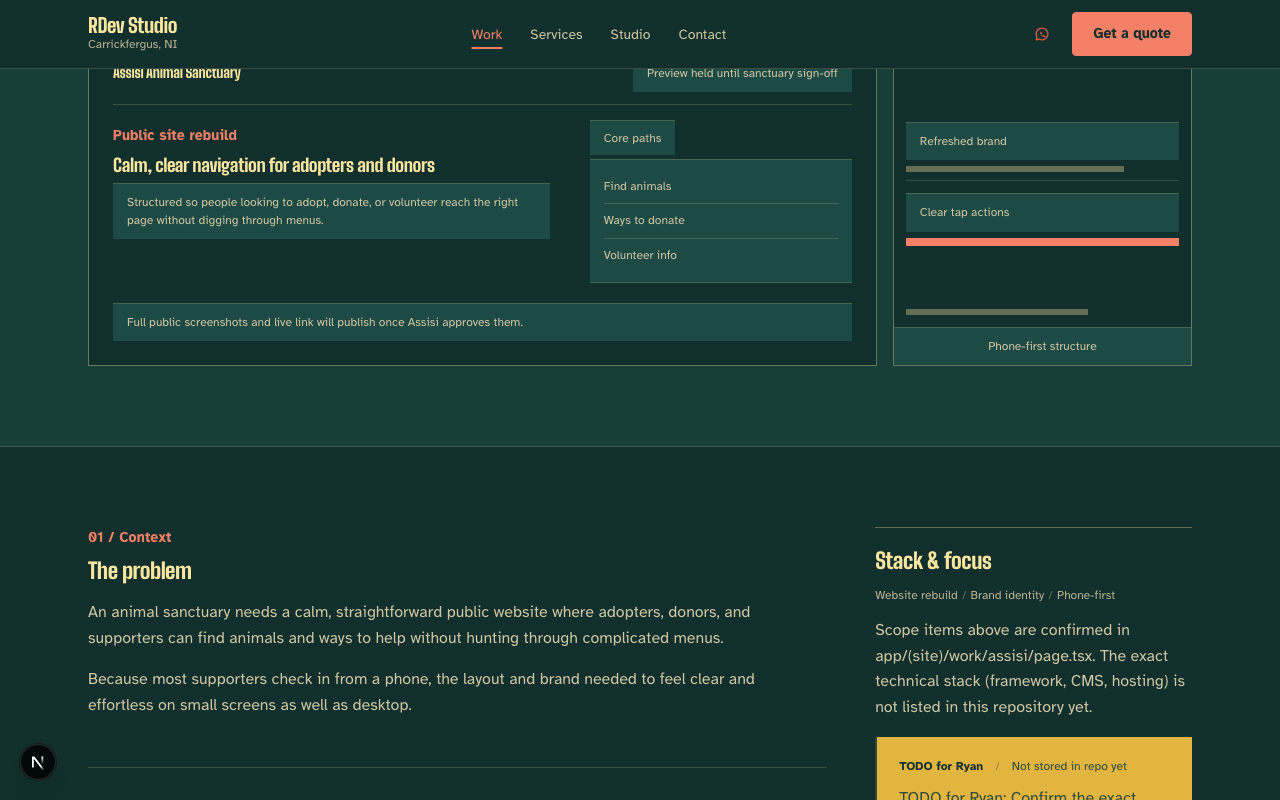 RDev Studio
Carrickfergus, NI
Work
Services
Studio
Contact
Get a quote
Assisi Animal Sanctuary
Preview held until sanctuary sign-off
Public site rebuild
Calm, clear navigation for adopters and donors
Structured so people looking to adopt, donate, or volunteer reach the right
page without digging through menus.
Core paths
Find animals
Ways to donate
Volunteer info
Full public screenshots and live link will publish once Assisi approves them.
Refreshed brand
Clear tap actions
Phone-first structure
01 / Context
The problem
An animal sanctuary needs a calm, straightforward public website where adopters, donors, and
supporters can find animals and ways to help without hunting through complicated menus.
Because most supporters check in from a phone, the layout and brand needed to feel clear and
effortless on small screens as well as desktop.
Stack & focus
Website rebuild / Brand identity / Phone-first
Scope items above are confirmed in
app/(site)/work/assisi/page.tsx. The exact
technical stack (framework, CMS, hosting) is
not listed in this repository yet.
TODO for Ryan / Not stored in repo yet
TODO for Ryan: Confirm the exact
N